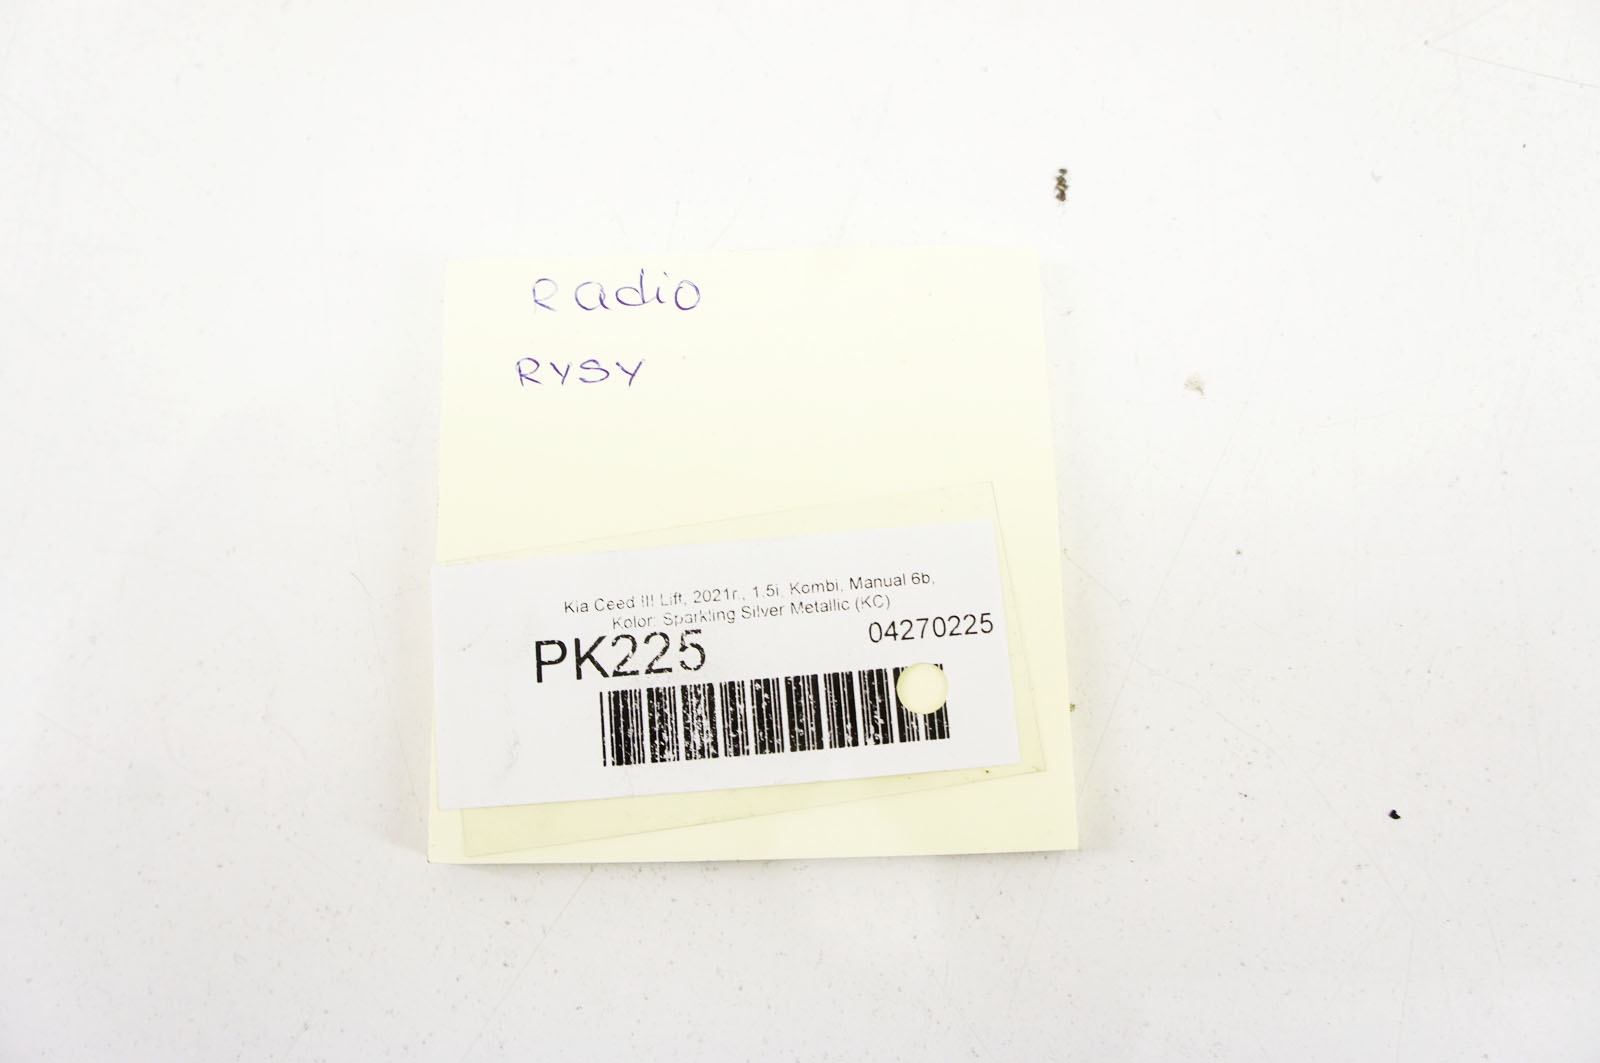 Radio
RYSY
Kia Ceed III Lift, 2021r., 1.5i, Kombi, Manual 6b,
Kolor: Sparkling Silver Metallic (KC)
PK225
04270225